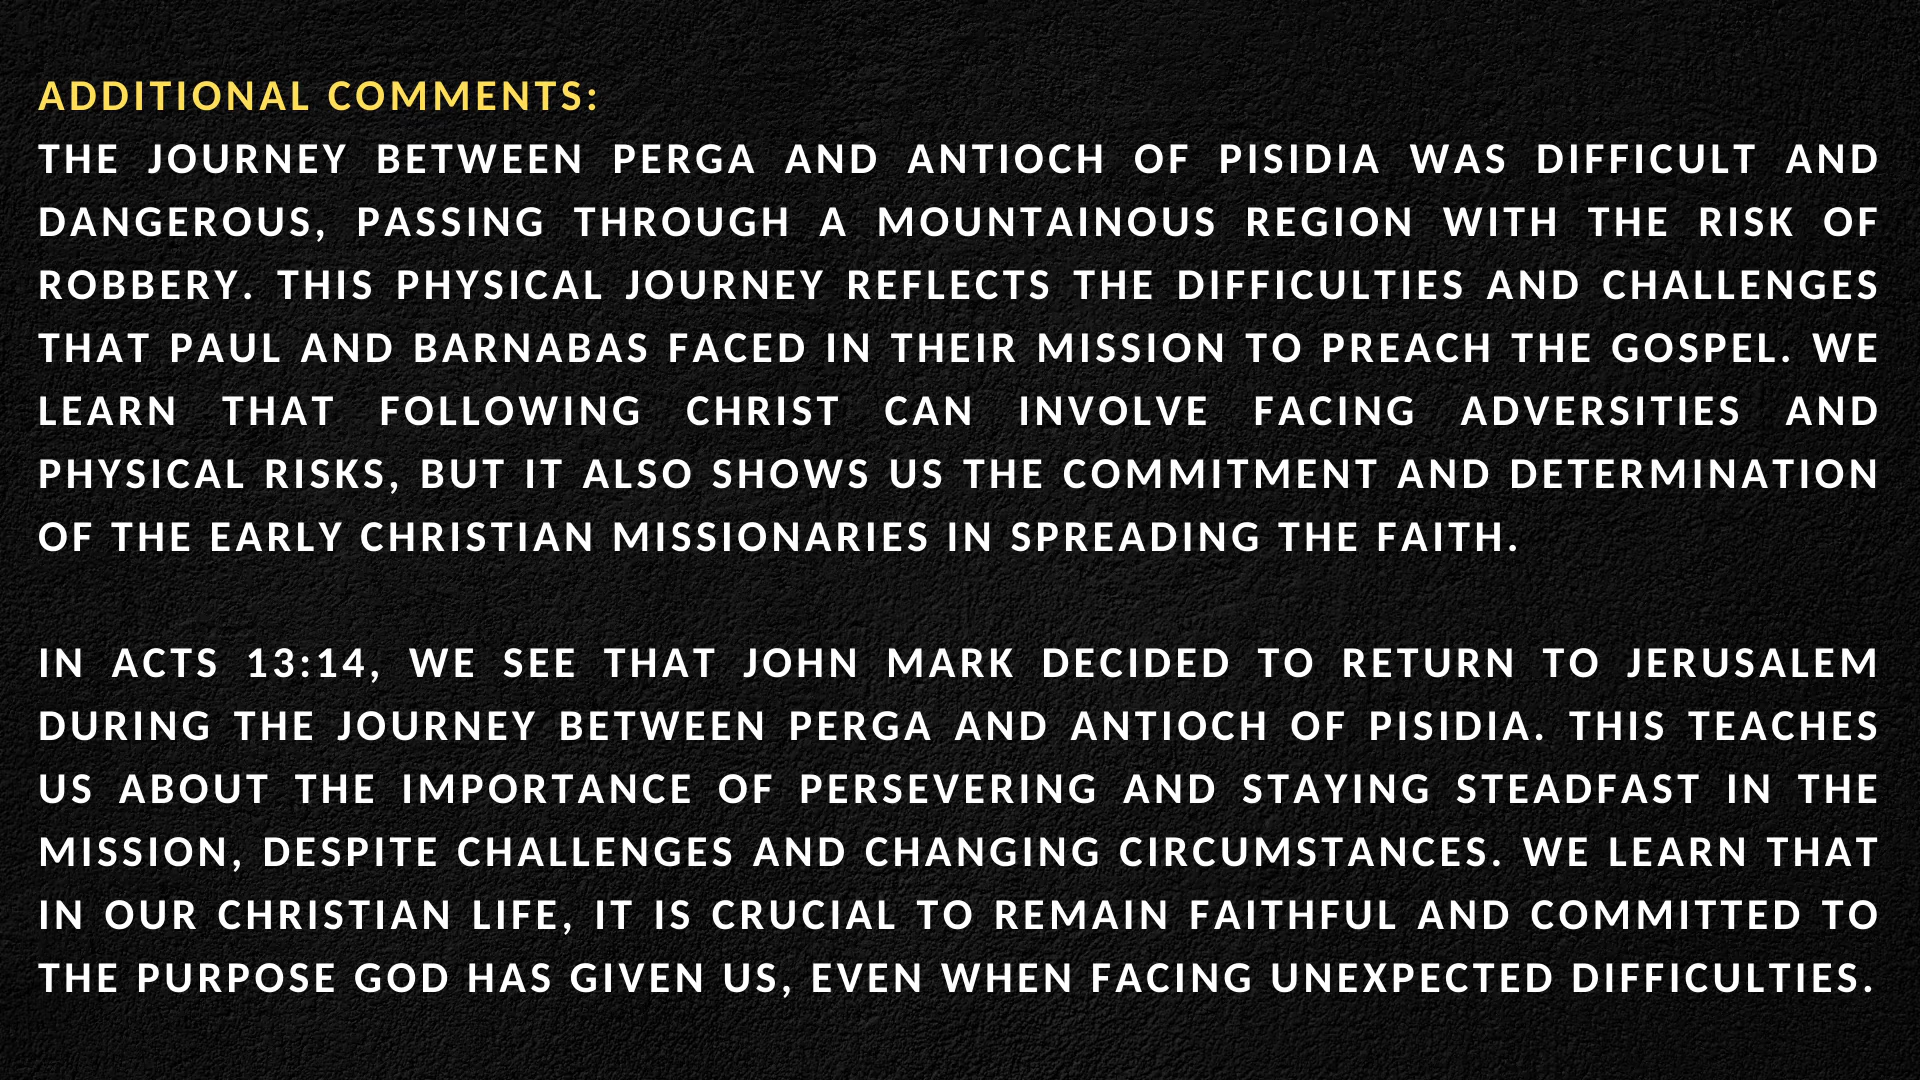 ADDITIONAL COMMENTS:
THE JOURNEY BETWEEN PERGA AND ANTIOCH OF PISIDIA WAS DIFFICULT AND
DANGEROUS, PASSING THROUGH A MOUNTAINOUS REGION WITH THE RISK OF
ROBBERY. THIS PHYSICAL JOURNEY REFLECTS THE DIFFICULTIES AND CHALLENGES
THAT PAUL AND BARNABAS FACED IN THEIR MISSION TO PREACH THE GOSPEL. WE
LEARN THAT FOLLOWING CHRIST CAN INVOLVE FACING ADVERSITIES AND
PHYSICAL RISKS, BUT IT ALSO SHOWS US THE COMMITMENT AND DETERMINATION
OF THE EARLY CHRISTIAN MISSIONARIES IN SPREADING THE FAITH.
IN ACTS 13:14, WE SEE THAT JOHN MARK DECIDED TO RETURN TO JERUSALEM
DURING THE JOURNEY BETWEEN PERGA AND ANTIOCH OF PISIDIA. THIS TEACHES
US ABOUT THE IMPORTANCE OF PERSEVERING AND STAYING STEADFAST IN THE
MISSION, DESPITE CHALLENGES AND CHANGING CIRCUMSTANCES. WE LEARN THAT
IN OUR CHRISTIAN LIFE, IT IS CRUCIAL TO REMAIN FAITHFUL AND COMMITTED TO
THE PURPOSE GOD HAS GIVEN US, EVEN WHEN FACING UNEXPECTED DIFFICULTIES.